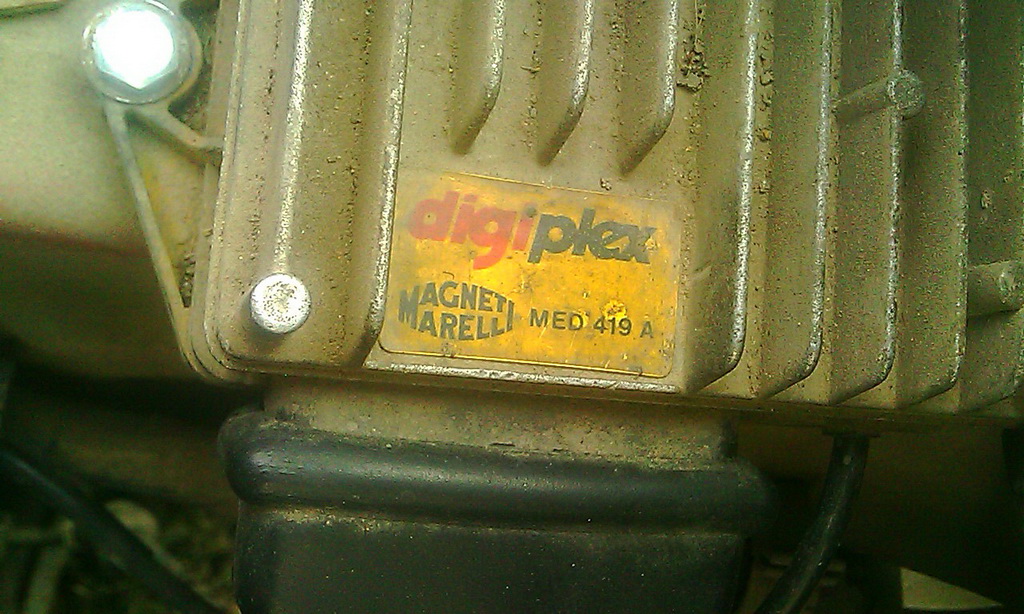 digiplex
MAGNETI
MARELLI
MED 419 A